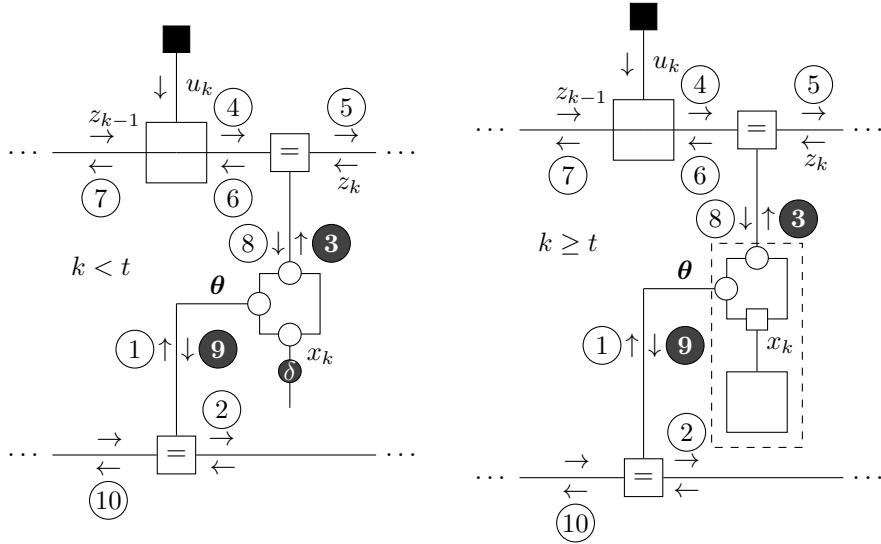 u_k
z_{k-1}
4
5
=
··· ···
z_k
7
6
8
3
k < t
θ
x_k
δ
1
9
2
=
··· ···
10
u_k
z_{k-1}
4
5
=
··· ···
z_k
7
6
8
3
k ≥ t
θ
x_k
1
9
2
=
··· ···
10